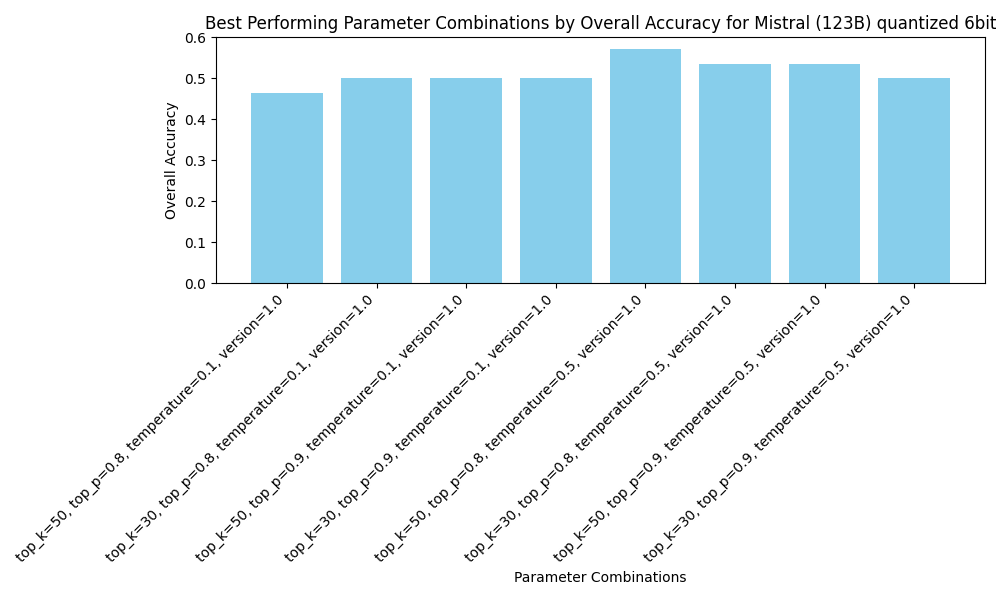 Best Performing Parameter Combinations by Overall Accuracy for Mistral (123B) quantized 6bit
Overall Accuracy
0.6
0.5
0.4
0.3
0.2
0.1
0.0
top_k=50, top_p=0.8, temperature=0.1, version=1.0
top_k=30, top_p=0.8, temperature=0.1, version=1.0
top_k=50, top_p=0.9, temperature=0.1, version=1.0
top_k=30, top_p=0.9, temperature=0.1, version=1.0
top_k=50, top_p=0.8, temperature=0.5, version=1.0
top_k=30, top_p=0.8, temperature=0.5, version=1.0
top_k=50, top_p=0.9, temperature=0.5, version=1.0
top_k=30, top_p=0.9, temperature=0.5, version=1.0
Parameter Combinations